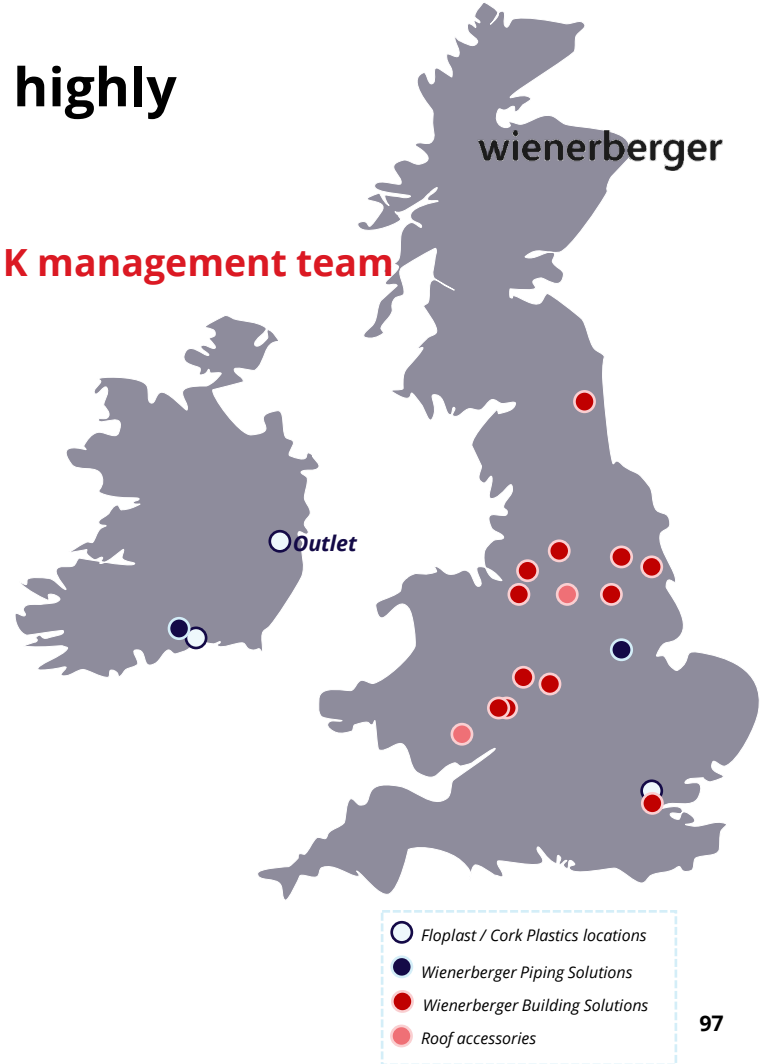 highly
wienerberger
K management team
Outlet
Floplast / Cork Plastics locations
Wienerberger Piping Solutions
Wienerberger Building Solutions
Roof accessories
97